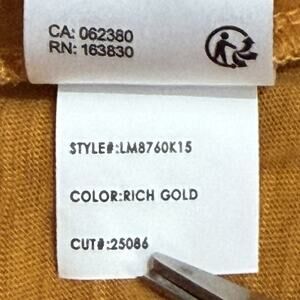 CA: 062380
RN: 163830
STYLE#:LM8760K15
COLOR:RICH GOLD
CUT#:25086